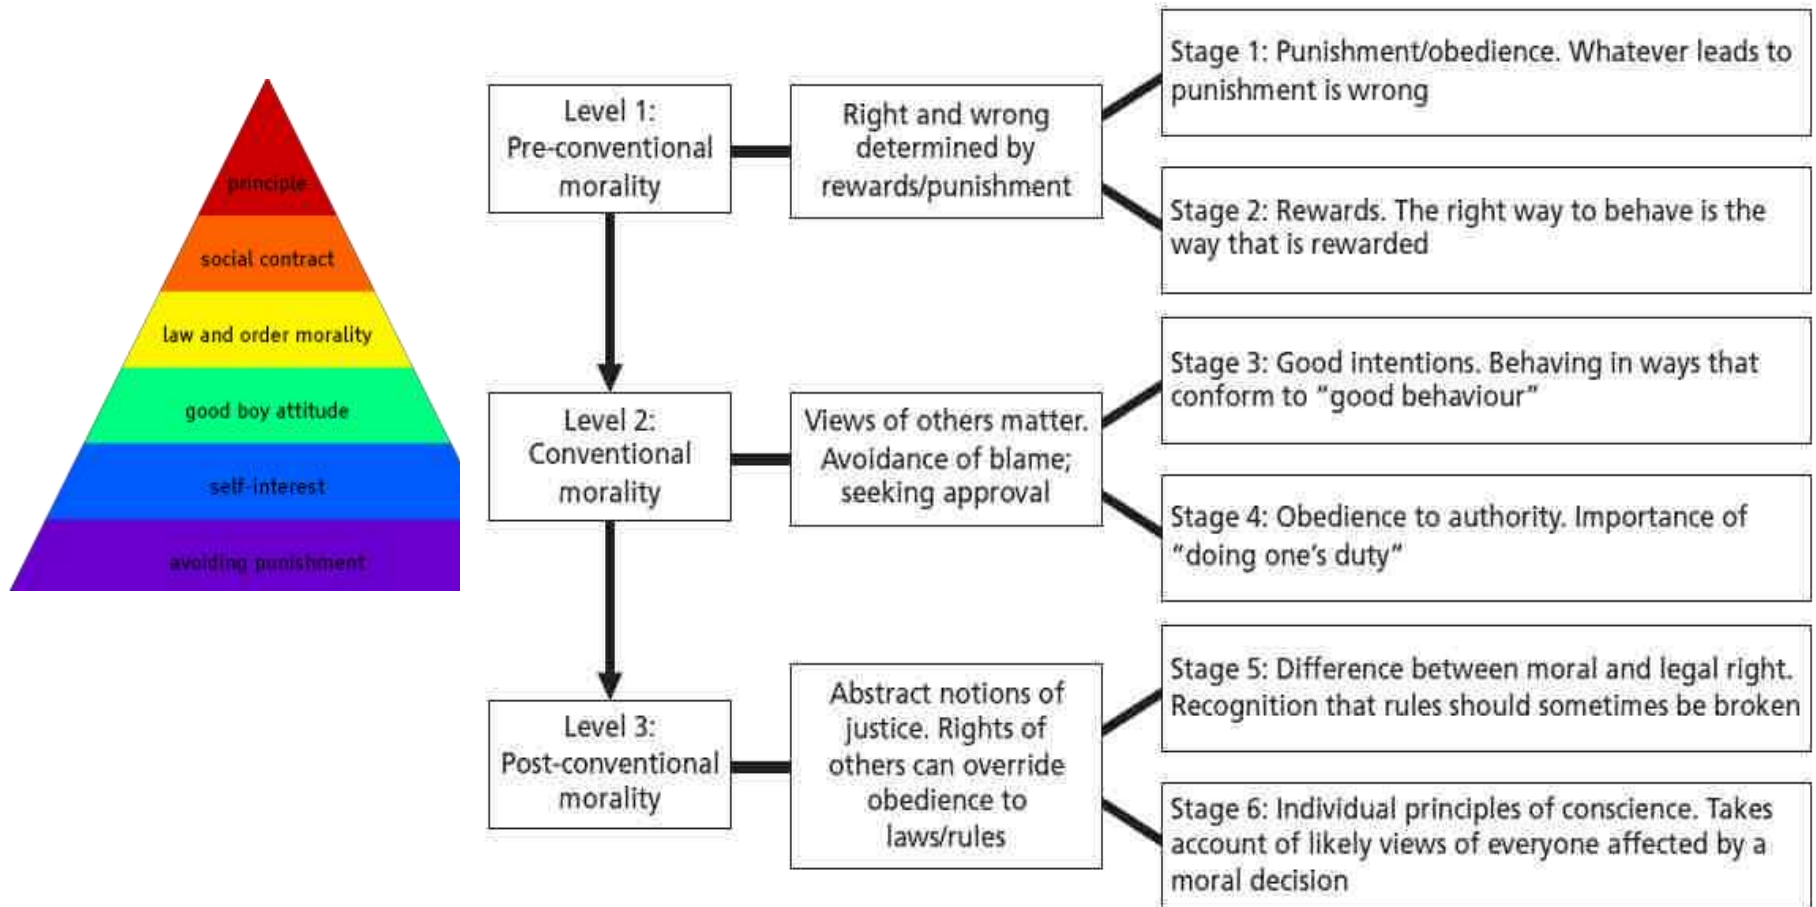 principle
social contract
law and order morality
good boy attitude
self-interest
avoiding punishment
Level 1:
Pre-conventional
morality
Right and wrong
determined by
rewards/punishment
Stage 1: Punishment/obedience. Whatever leads to
punishment is wrong
Stage 2: Rewards. The right way to behave is the
way that is rewarded
Level 2:
Conventional
morality
Views of others matter.
Avoidance of blame;
seeking approval
Stage 3: Good intentions. Behaving in ways that
conform to “good behaviour”
Stage 4: Obedience to authority. Importance of
“doing one’s duty”
Level 3:
Post-conventional
morality
Abstract notions of
justice. Rights of
others can override
obedience to
laws/rules
Stage 5: Difference between moral and legal right.
Recognition that rules should sometimes be broken
Stage 6: Individual principles of conscience. Takes
account of likely views of everyone affected by a
moral decision